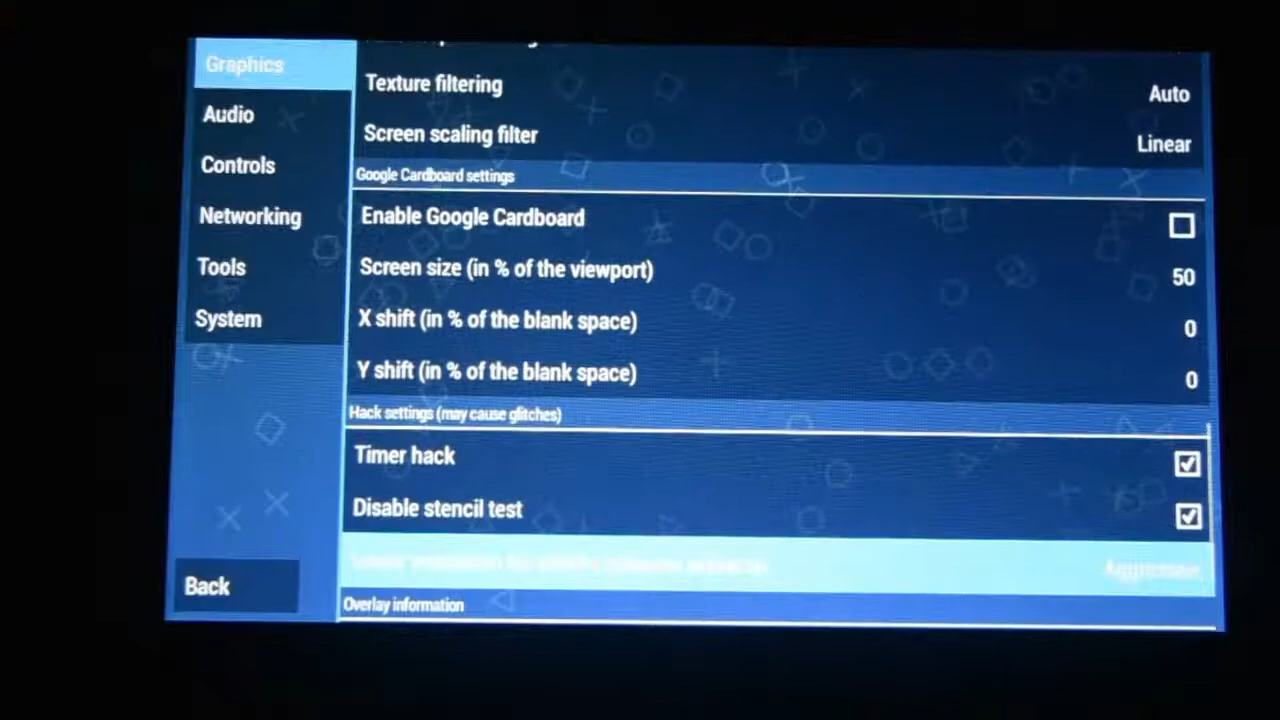 Graphics
Audio
Controls
Networking
Tools
System
Back
Texture filtering
Auto
Screen scaling filter
Linear
Google Cardboard settings
Enable Google Cardboard
Screen size (in % of the viewport)
50
X shift (in % of the blank space)
0
Y shift (in % of the blank space)
0
Hack settings (may cause glitches)
Timer hack
Disable stencil test
Aggressive
Overlay information